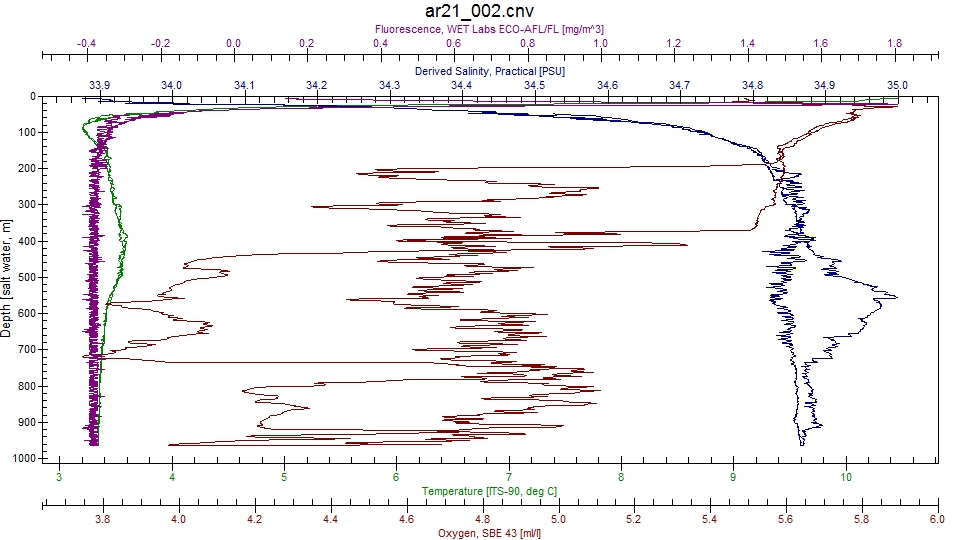 ar21_002.cnv
Fluorescence, WET Labs ECO-AFL/FL [mg/m^3]
-0.4 -0.2 0.0 0.2 0.4 0.6 0.8 1.0 1.2 1.4 1.6 1.8
Derived Salinity, Practical [PSU]
33.9 34.0 34.1 34.2 34.3 34.4 34.5 34.6 34.7 34.8 34.9 35.0
0
100
200
300
400
500
600
700
800
900
1000
Depth [salt water, m]
3 4 5 6 7 8 9 10
Temperature [ITS-90, deg C]
3.8 4.0 4.2 4.4 4.6 4.8 5.0 5.2 5.4 5.6 5.8 6.0
Oxygen, SBE 43 [ml/l]